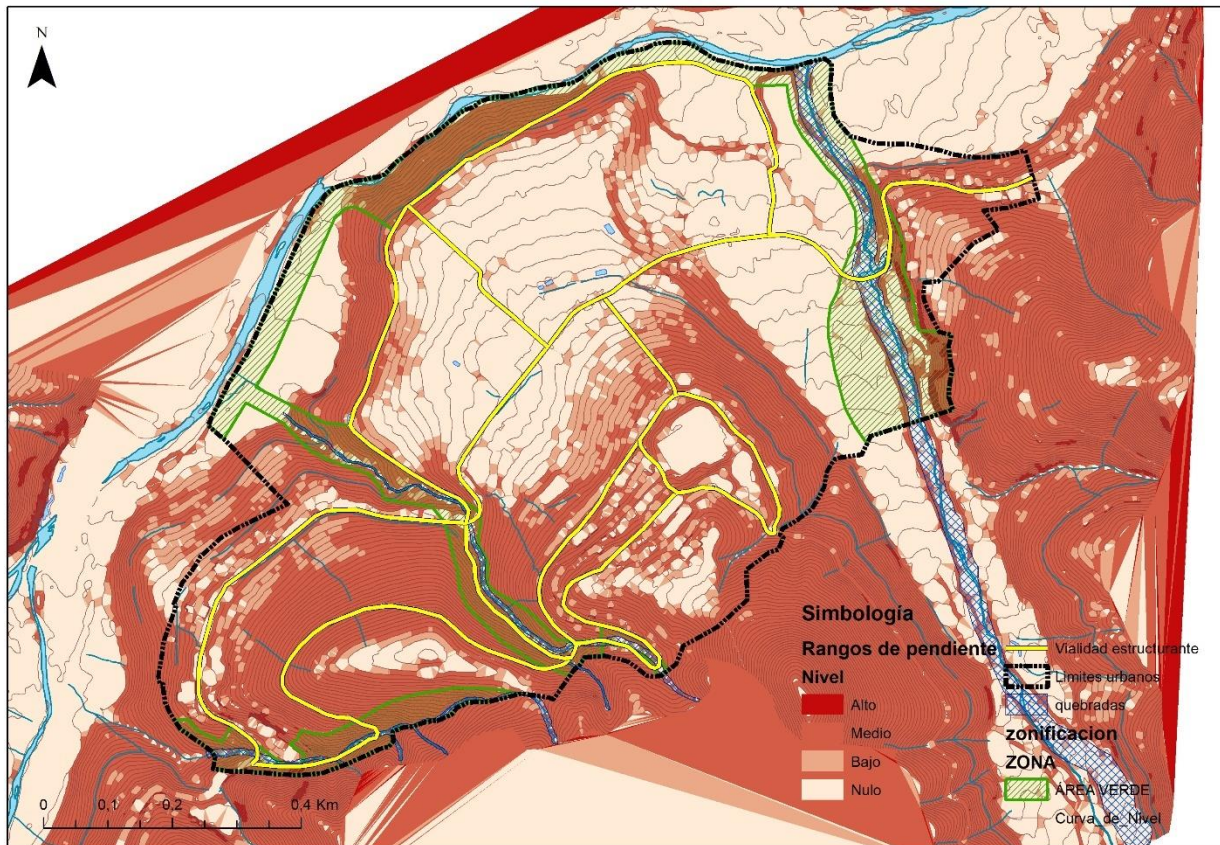 N
Simbología
Rangos de pendiente
Nivel
Alto
Medio
Bajo
Nulo
Vialidad estructurante
Limites urbanos
quebradas
zonificacion
ZONA
ÁREA VERDE
Curva_de_Nivel
0 0,1 0,2 0,4 Km